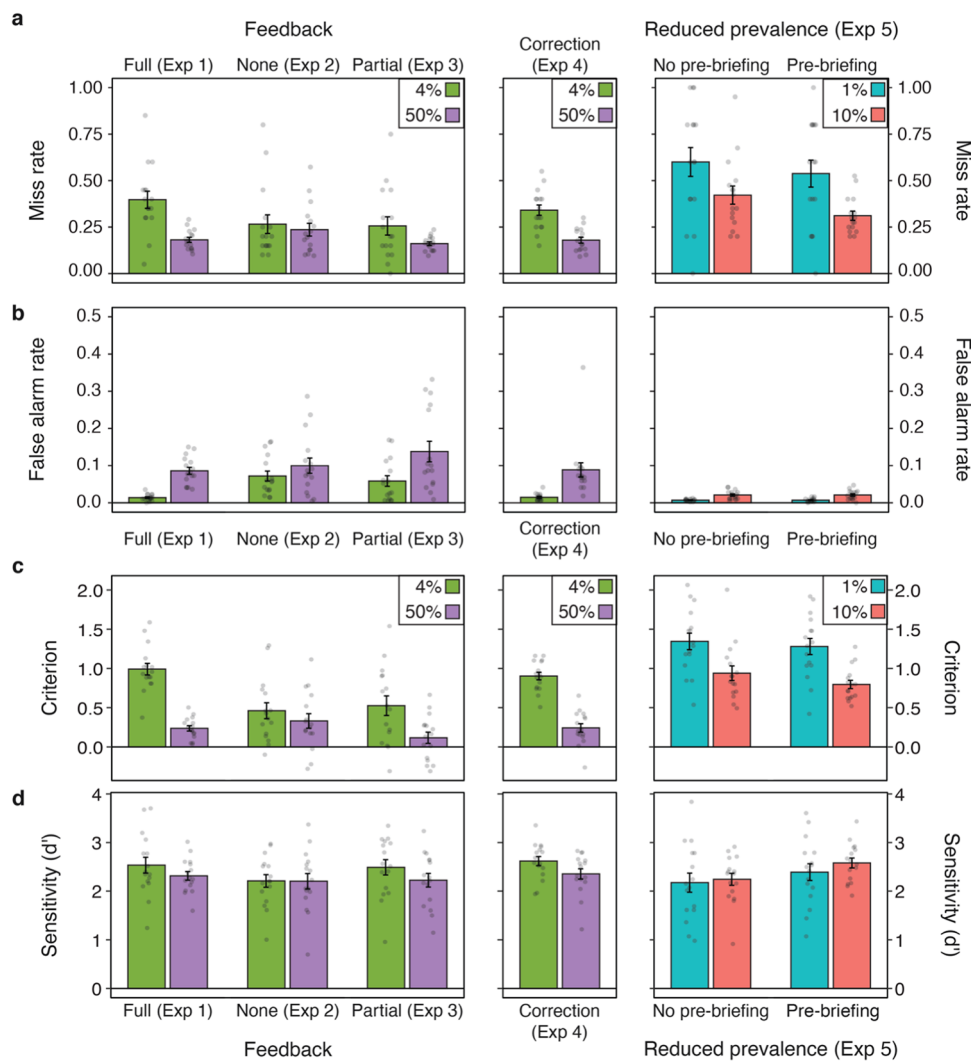 a
Feedback
Reduced prevalence (Exp 5)
Full (Exp 1) None (Exp 2) Partial (Exp 3)
Correction
(Exp 4)
No pre-briefing Pre-briefing
Miss rate
1.00
0.75
0.50
0.25
0.00
4%
50%
4%
50%
1%
10%
1.00
0.75
0.50
0.25
0.00
Miss rate
b
False alarm rate
0.5
0.4
0.3
0.2
0.1
0.0
0.5
0.4
0.3
0.2
0.1
0.0
False alarm rate
Full (Exp 1) None (Exp 2) Partial (Exp 3)
Correction
(Exp 4)
No pre-briefing Pre-briefing
c
Criterion
2.0
1.5
1.0
0.5
0.0
4%
50%
4%
50%
1%
10%
2.0
1.5
1.0
0.5
0.0
Criterion
d
Sensitivity (d')
4
3
2
1
0
4
3
2
1
0
Sensitivity (d')
Full (Exp 1) None (Exp 2) Partial (Exp 3)
Correction
(Exp 4)
No pre-briefing Pre-briefing
Feedback
Reduced prevalence (Exp 5)